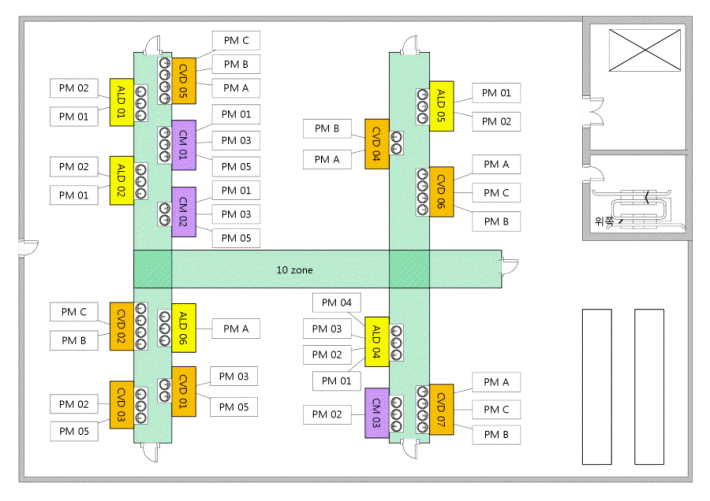 PM C
PM B
PM A
CVD 05
PM 02
PM 01
ALD 01
PM 01
PM 03
PM 05
CM 01
PM 02
PM 01
ALD 02
PM 01
PM 03
PM 05
CM 02
PM 01
PM 02
ALD 05
PM B
PM A
CVD 04
PM A
PM C
PM B
CVD 06
위쪽
10 zone
PM C
PM B
CVD 02
ALD 06
PM A
PM 02
PM 05
CVD 03
CVD 01
PM 03
PM 05
PM 04
PM 03
PM 02
PM 01
ALD 04
PM 02
CM 03
CVD 07
PM A
PM C
PM B